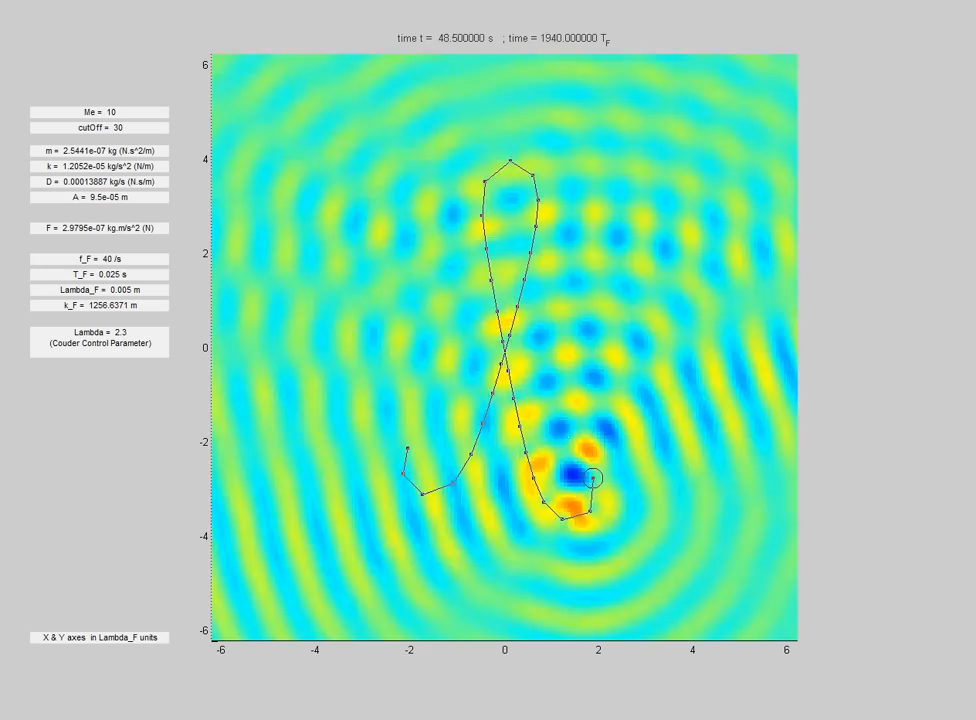 time t =  48.500000 s   ; time = 1940.000000 T_F
Me =  10
cutOff =  30
m =  2.5441e-07 kg (N.s^2/m)
k =  1.2052e-05 kg/s^2 (N/m)
D =  0.00013887 kg/s (N.s/m)
A =  9.5e-05 m
F =  2.9795e-07 kg.m/s^2 (N)
f_F =  40 /s
T_F =  0.025 s
Lambda_F =  0.005 m
k_F =  1256.6371 m
Lambda =  2.3
(Couder Control Parameter)
X & Y axes  in Lambda_F units
6
4
2
0
-2
-4
-6
-6 -4 -2 0 2 4 6